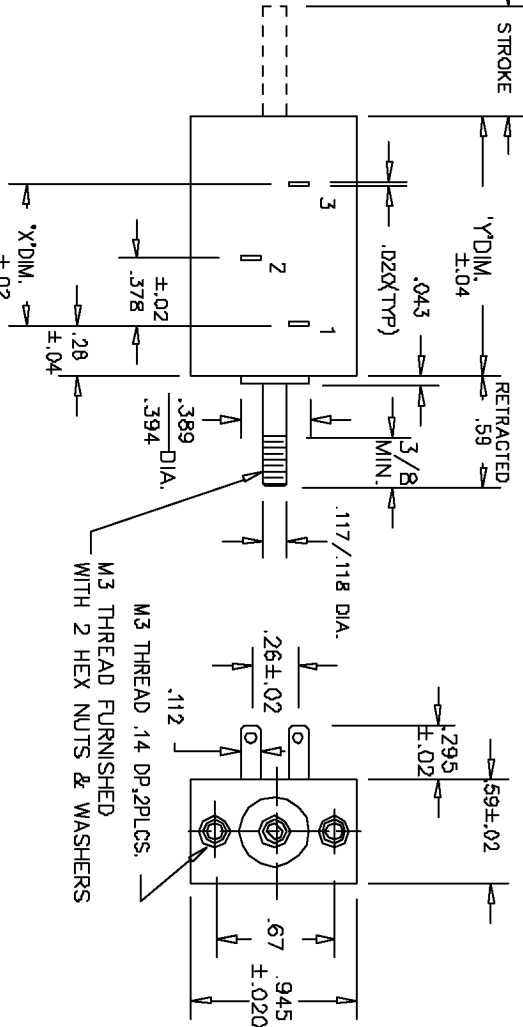 STROKE
'Y'DIM.
±.04
RETRACTED
.59
.020(TYP)
.043
3/8
MIN.
3
2
1
'X'DIM.
±.02
±.02
.378
.28
±.04
.389
.394
DIA.
.117/.118 DIA.
M3 THREAD FURNISHED
WITH 2 HEX NUTS & WASHERS
M3 THREAD .14 DP,2PLCS.
.112
.26±.02
.295
±.02
.59±.02
.67
.945
±.020